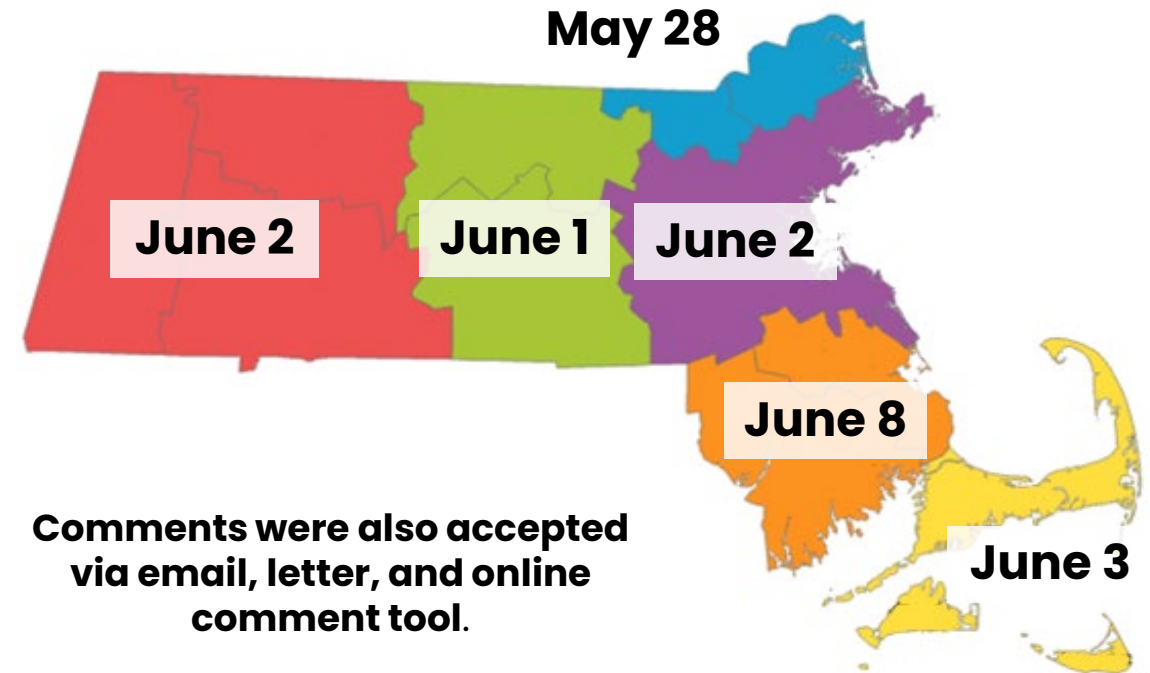 May 28
June 2
June 1
June 2
June 8
June 3
Comments were also accepted
via email, letter, and online
comment tool.